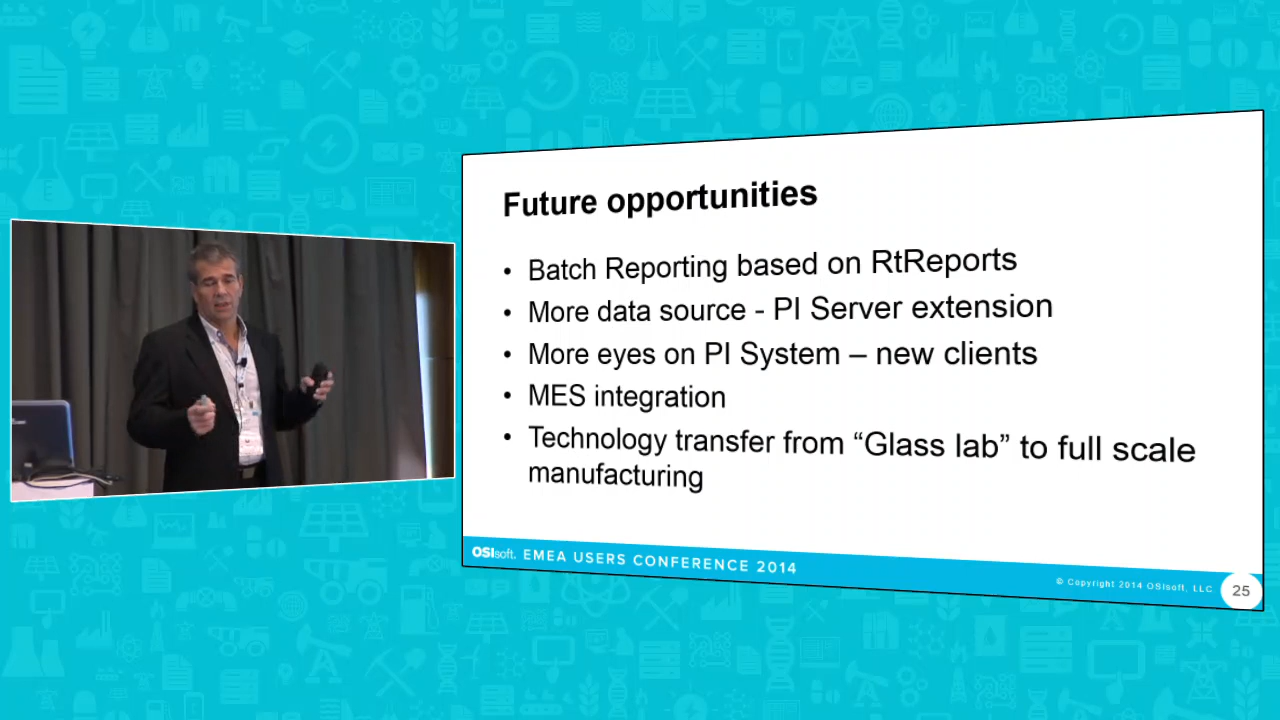 Future opportunities
• Batch Reporting based on RtReports
• More data source - PI Server extension
• More eyes on PI System – new clients
• MES integration
• Technology transfer from “Glass lab” to full scale
manufacturing
OSIsoft. EMEA USERS CONFERENCE 2014
© Copyright 2014 OSIsoft, LLC
25